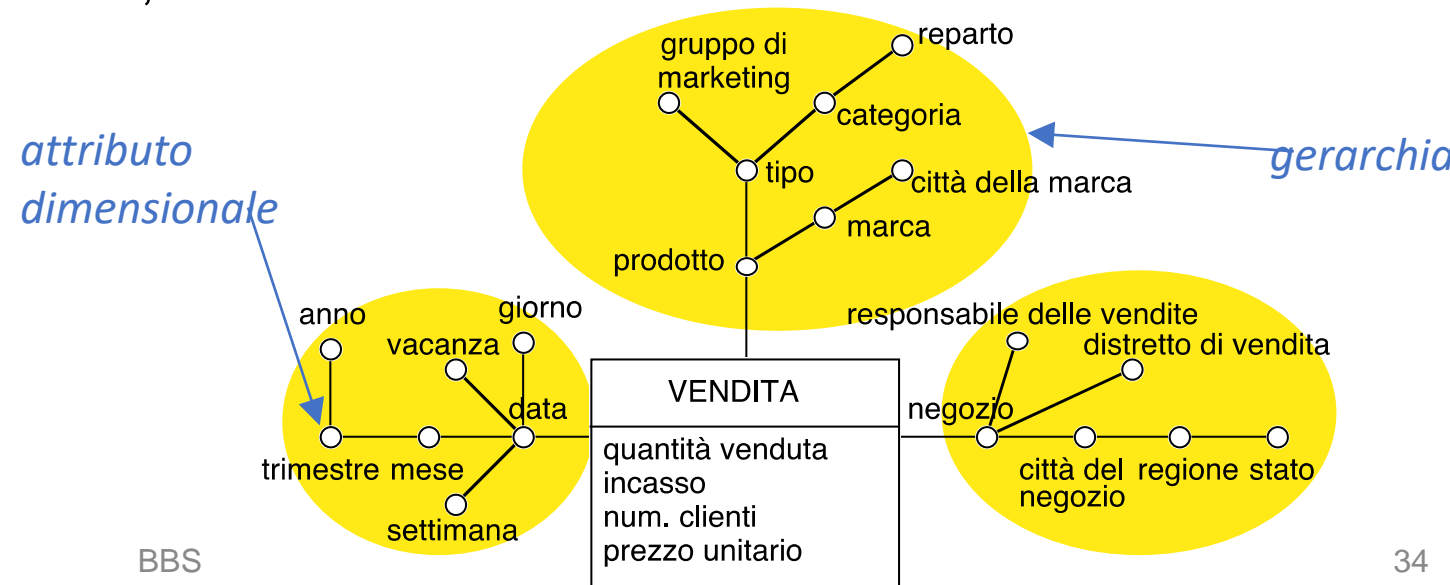 gruppo di
marketing
reparto
categoria
attributo
dimensionale
gerarchia
tipo
città della marca
marca
prodotto
anno
giorno
vacanza
responsabile delle vendite
distretto di vendita
VENDITA
data
negozio
trimestre
mese
quantità venduta
incasso
num. clienti
prezzo unitario
città del
negozio
regione
stato
settimana
BBS
34